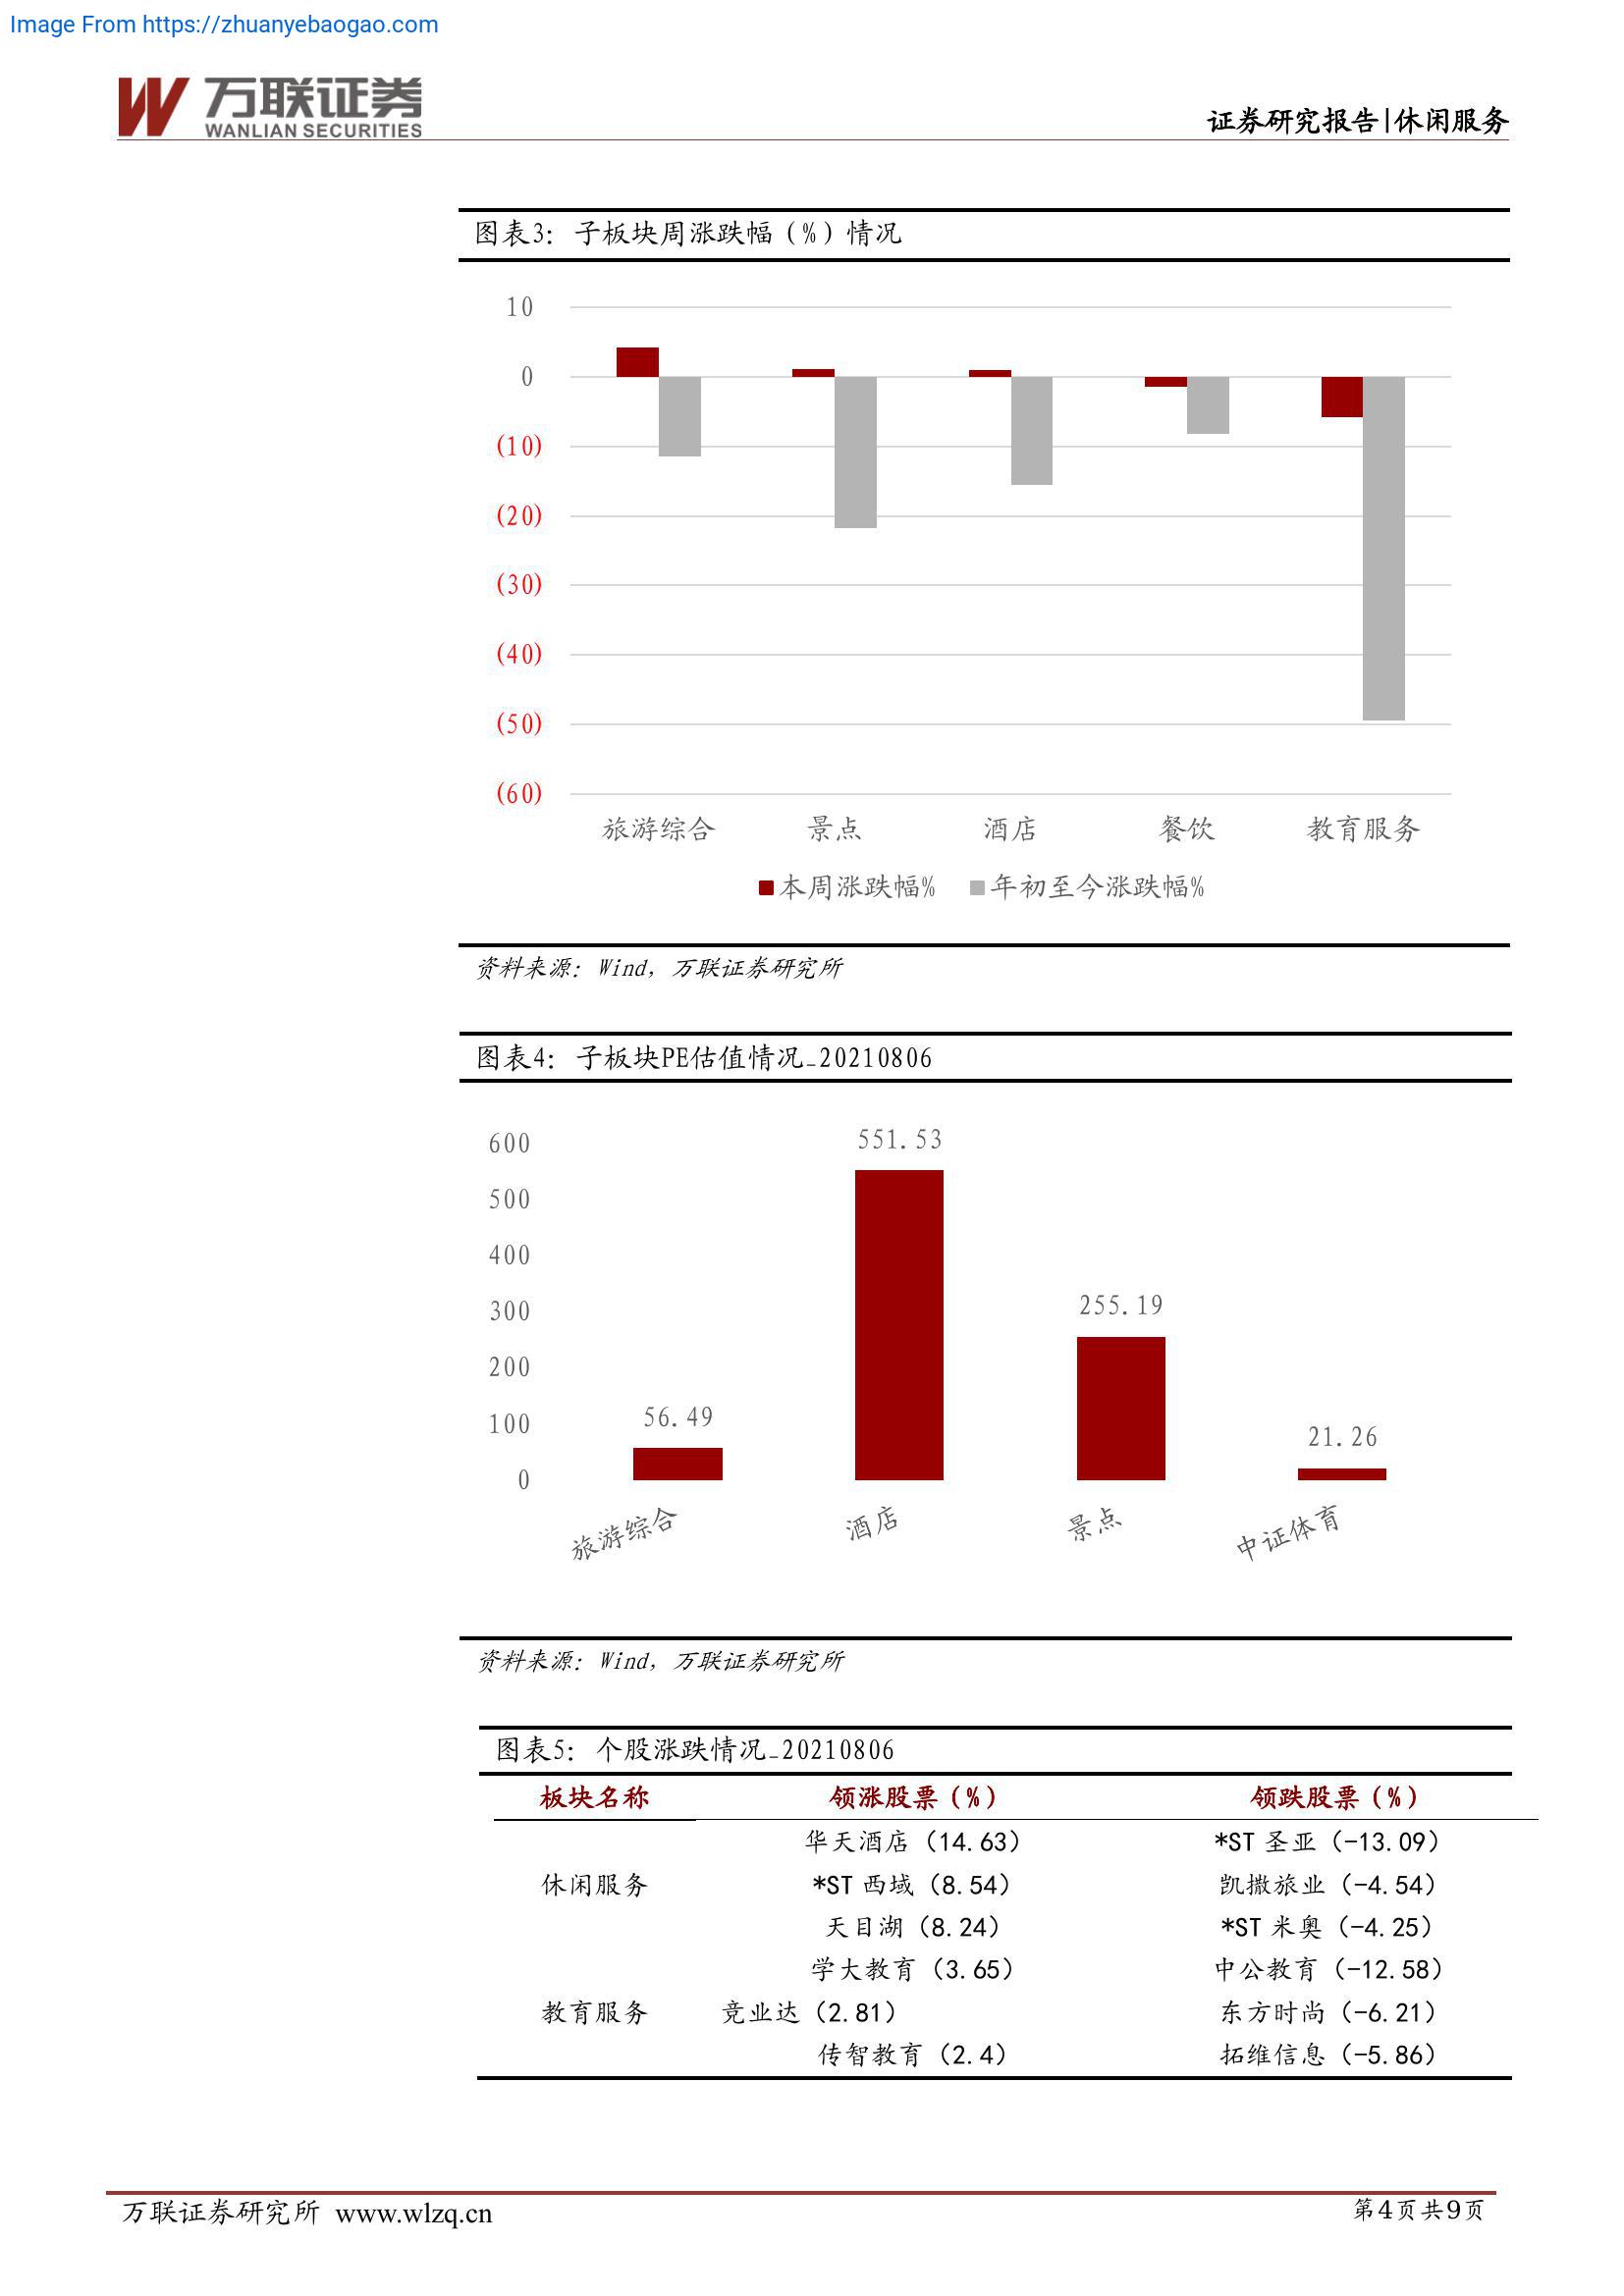 Image From https://zhuanyebaogao.com
万联证券
WANLIAN SECURITIES
证券研究报告|休闲服务
图表3：子板块周涨跌幅（%）情况
10
0
(10)
(20)
(30)
(40)
(50)
(60)
旅游综合 景点 酒店 餐饮 教育服务
本周涨跌幅% 年初至今涨跌幅%
资料来源：Wind，万联证券研究所
图表4：子板块PE估值情况_20210806
600
500
400
300
200
100
0
56.49 551.53 255.19 21.26
旅游综合 酒店 景点 中证体育
资料来源：Wind，万联证券研究所
图表5：个股涨跌情况_20210806
板块名称 领涨股票（%） 领跌股票（%）
华天酒店（14.63） *ST 圣亚（-13.09）
休闲服务 *ST 西域（8.54） 凯撒旅业（-4.54）
天目湖（8.24） *ST 米奥（-4.25）
学大教育（3.65） 中公教育（-12.58）
教育服务 竞业达（2.81） 东方时尚（-6.21）
传智教育（2.4） 拓维信息（-5.86）
万联证券研究所 www.wlzq.cn 第4页共9页